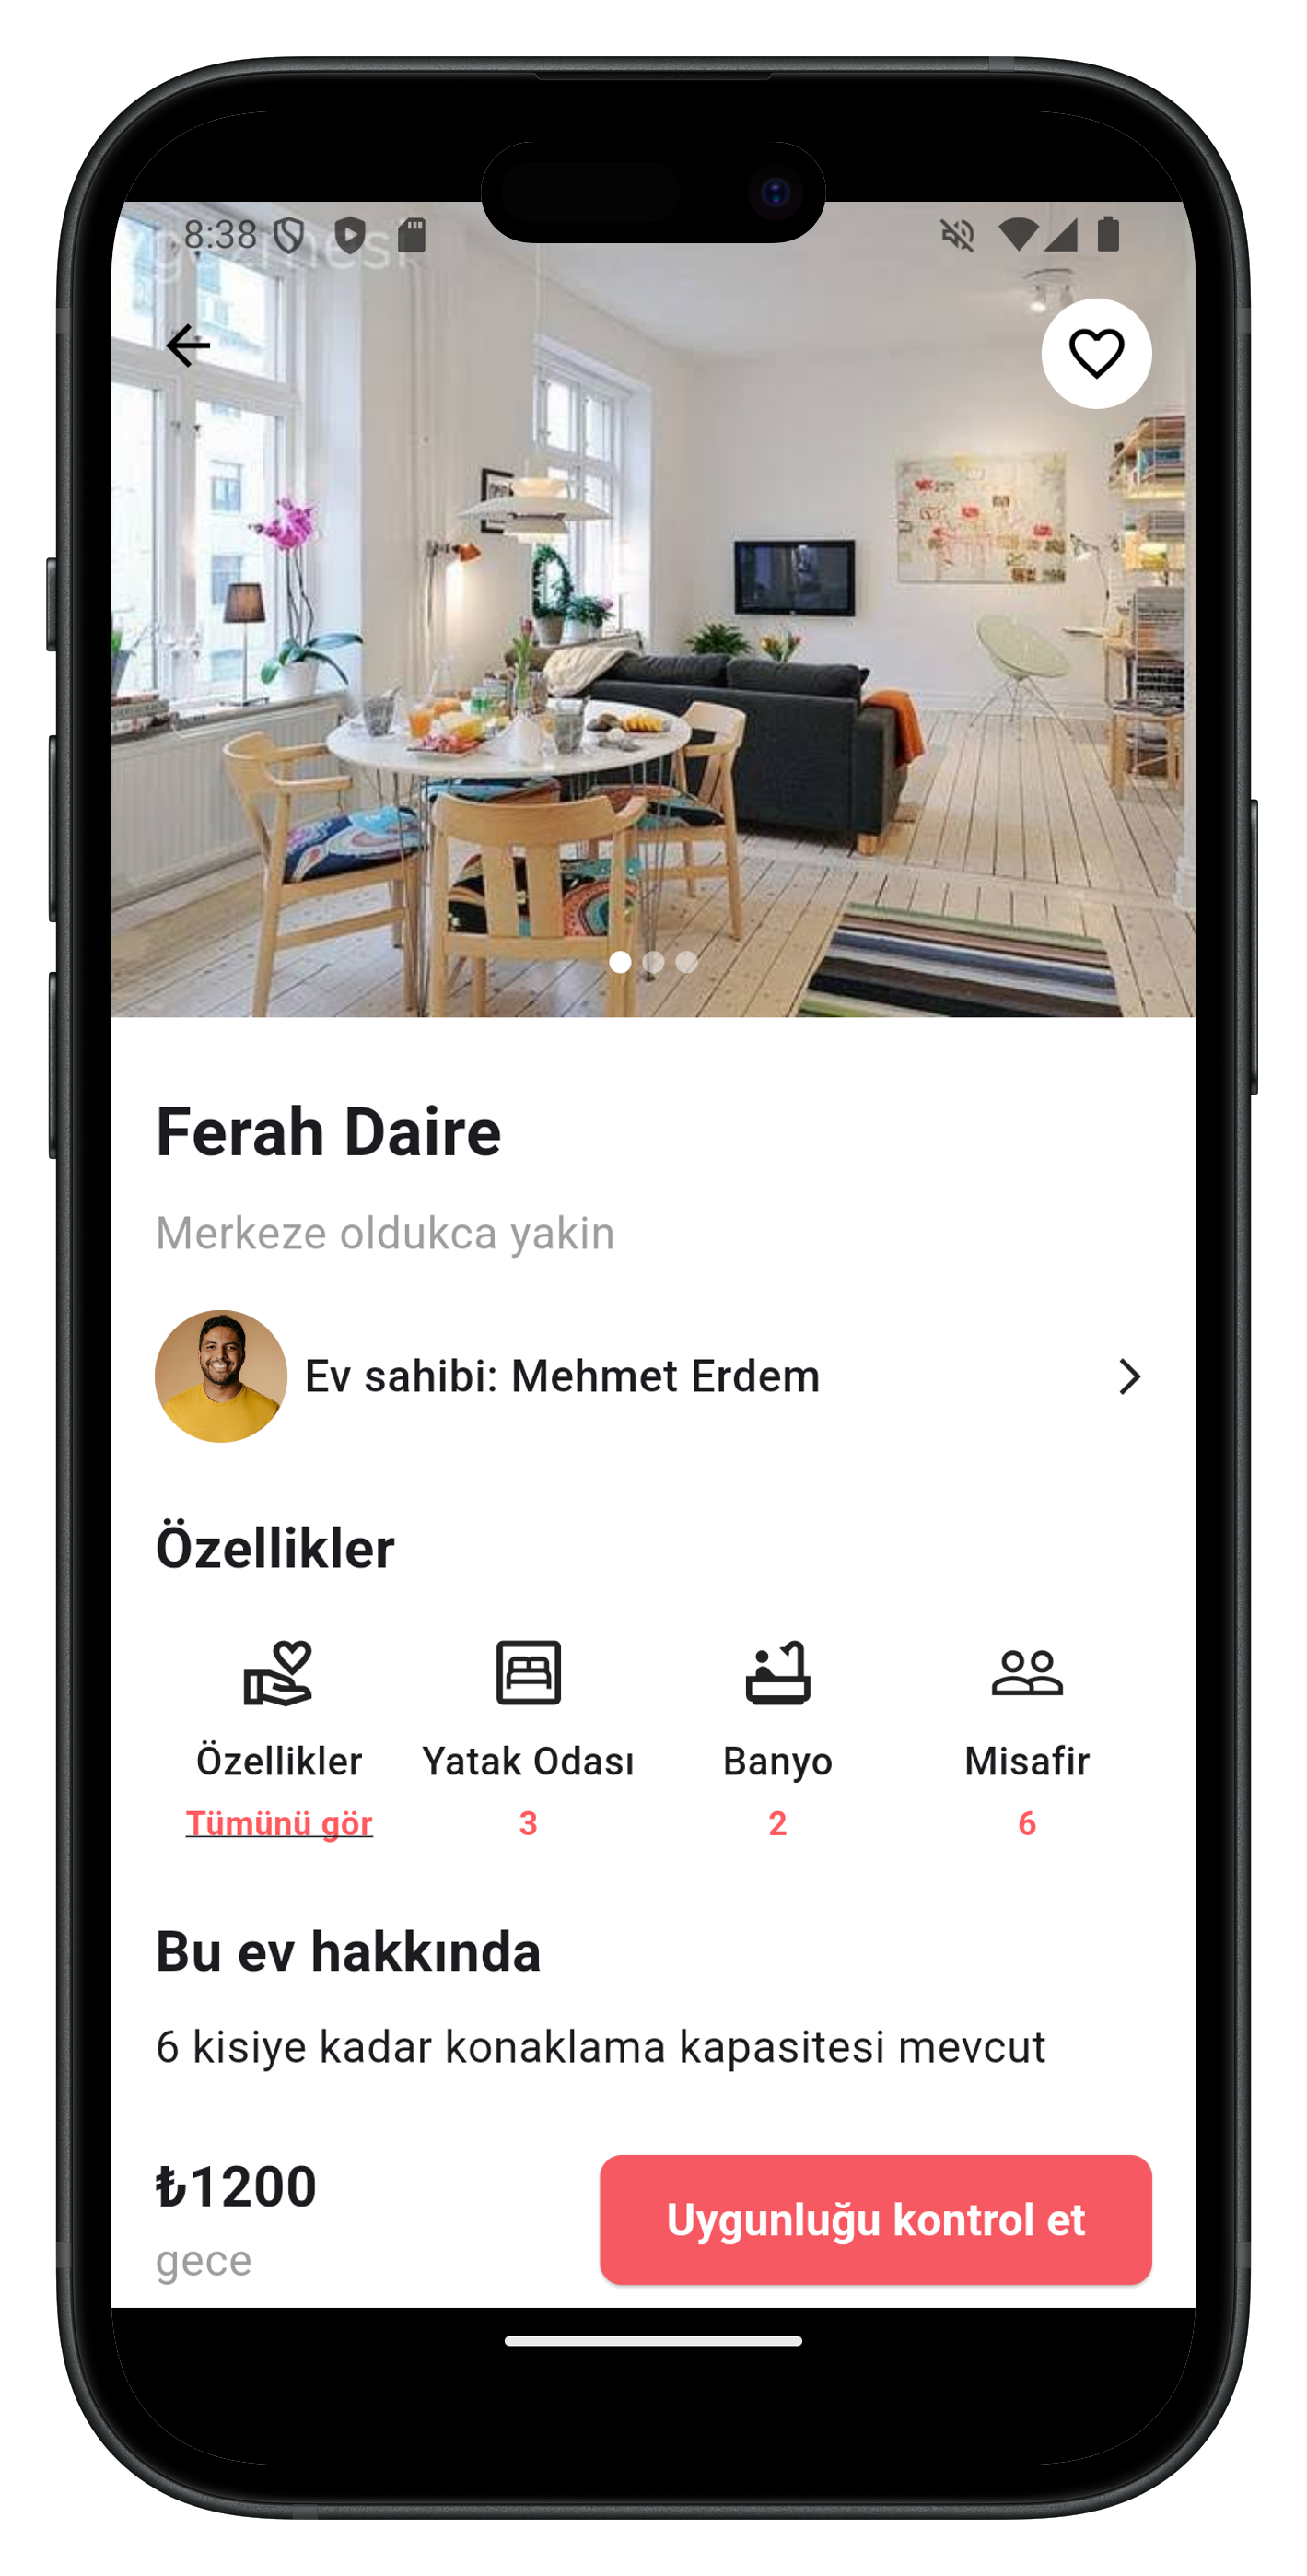 8:38
Ferah Daire
Merkeze oldukca yakin
Ev sahibi: Mehmet Erdem
Özellikler
Özellikler Yatak Odası Banyo Misafir
Tümünü gör 3 2 6
Bu ev hakkında
6 kisiye kadar konaklama kapasitesi mevcut
₺1200
Uygunluğu kontrol et
gece